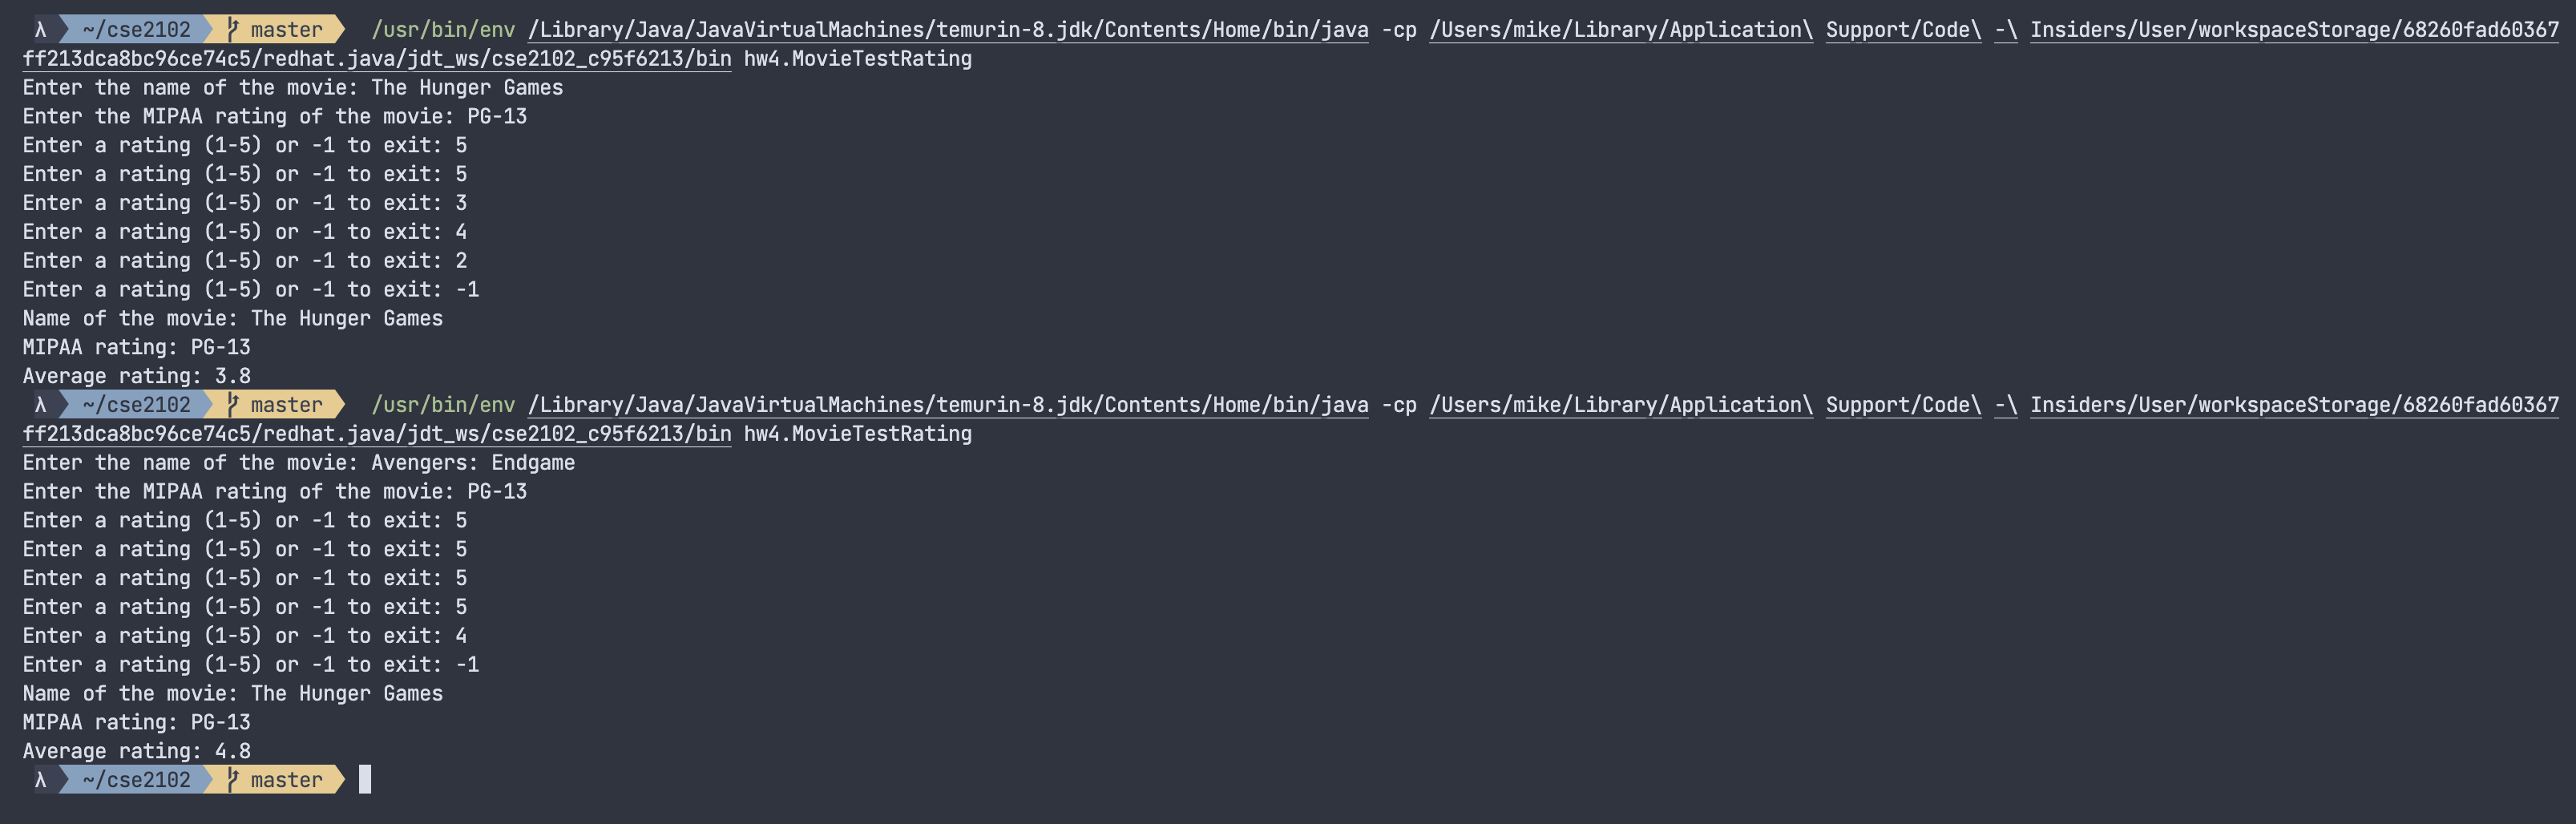 λ ~/cse2102 master /usr/bin/env /Library/Java/JavaVirtualMachines/temurin-8.jdk/Contents/Home/bin/java -cp /Users/mike/Library/Application\ Support/Code\ -\ Insiders/User/workspaceStorage/68260fad60367
ff213dca8bc96ce74c5/redhat.java/jdt_ws/cse2102_c95f6213/bin hw4.MovieTestRating
Enter the name of the movie: The Hunger Games
Enter the MIPAA rating of the movie: PG-13
Enter a rating (1-5) or -1 to exit: 5
Enter a rating (1-5) or -1 to exit: 5
Enter a rating (1-5) or -1 to exit: 3
Enter a rating (1-5) or -1 to exit: 4
Enter a rating (1-5) or -1 to exit: 2
Enter a rating (1-5) or -1 to exit: -1
Name of the movie: The Hunger Games
MIPAA rating: PG-13
Average rating: 3.8
λ ~/cse2102 master /usr/bin/env /Library/Java/JavaVirtualMachines/temurin-8.jdk/Contents/Home/bin/java -cp /Users/mike/Library/Application\ Support/Code\ -\ Insiders/User/workspaceStorage/68260fad60367
ff213dca8bc96ce74c5/redhat.java/jdt_ws/cse2102_c95f6213/bin hw4.MovieTestRating
Enter the name of the movie: Avengers: Endgame
Enter the MIPAA rating of the movie: PG-13
Enter a rating (1-5) or -1 to exit: 5
Enter a rating (1-5) or -1 to exit: 5
Enter a rating (1-5) or -1 to exit: 5
Enter a rating (1-5) or -1 to exit: 5
Enter a rating (1-5) or -1 to exit: 4
Enter a rating (1-5) or -1 to exit: -1
Name of the movie: The Hunger Games
MIPAA rating: PG-13
Average rating: 4.8
λ ~/cse2102 master